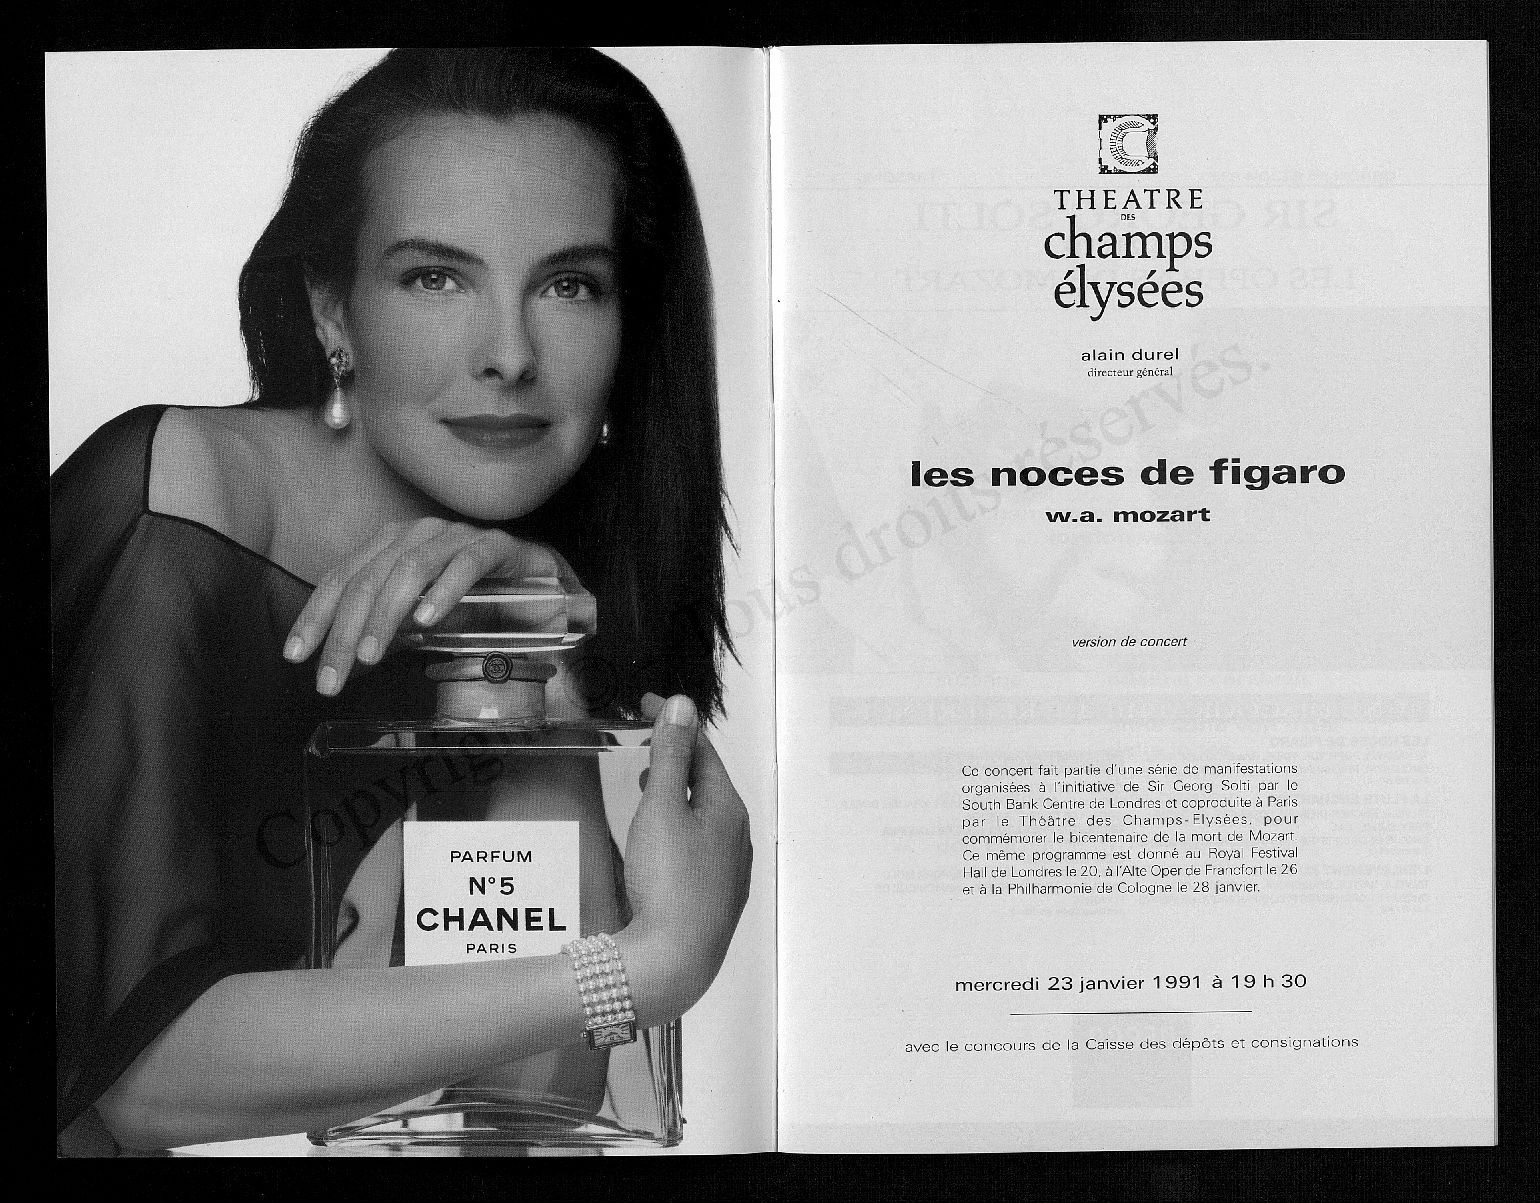 PARFUM
N°5
CHANEL
PARIS
THEATRE
DES
champs
élysées
alain durel
directeur général
les noces de figaro
w.a. mozart
version de concert
Ce concert fait partie d'une série de manifestations
organisées à l'initiative de Sir Georg Solti par le
South Bank Centre de Londres et coproduite à Paris
par le Théâtre des Champs-Elysées, pour
commémorer le bicentenaire de la mort de Mozart.
Ce même programme est donné au Royal Festival
Hall de Londres le 20, à l'Alte Oper de Francfort le 26
et à la Philharmonie de Cologne le 28 janvier.
mercredi 23 janvier 1991 à 19 h 30
avec le concours de la Caisse des dépôts et consignations
Copyright tous droits réservés.